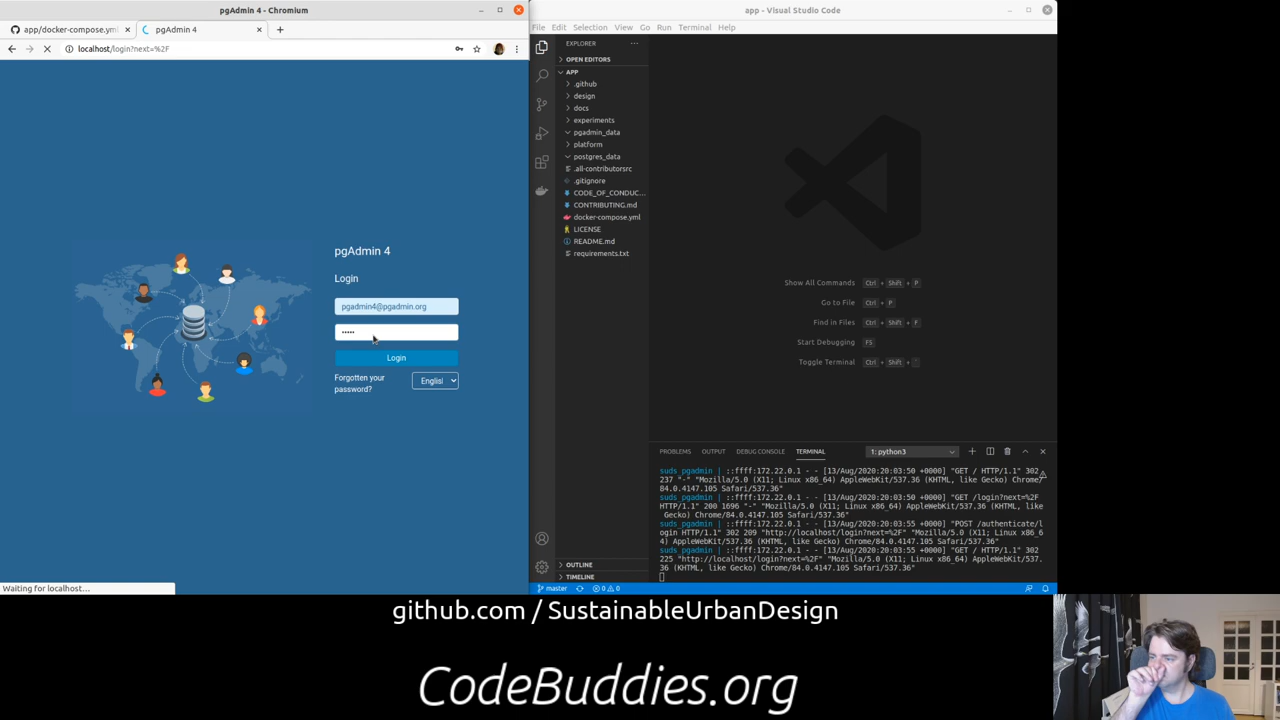 pgAdmin 4 - Chromium
app/docker-compose.yml
pgAdmin 4
localhost/login?next=%2F
pgAdmin 4
Login
pgadmin4@pgadmin.org
•••••
Login
Forgotten your
password?
English
Waiting for localhost...
app - Visual Studio Code
File Edit Selection View Go Run Terminal Help
EXPLORER
OPEN EDITORS
APP
.github
design
docs
experiments
pgadmin_data
platform
postgres_data
.all-contributorsrc
.gitignore
CODE_OF_CONDUC...
CONTRIBUTING.md
docker-compose.yml
LICENSE
README.md
requirements.txt
OUTLINE
TIMELINE
Show All Commands Ctrl + Shift + P
Go to File Ctrl + P
Find in Files Ctrl + Shift + F
Start Debugging F5
Toggle Terminal Ctrl + Shift + `
PROBLEMS OUTPUT DEBUG CONSOLE TERMINAL 1: python3
suds_pgadmin | ::ffff:172.22.0.1 - - [13/Aug/2020:20:03:50 +0000] "GET / HTTP/1.1" 302
237 "-" "Mozilla/5.0 (X11; Linux x86_64) AppleWebKit/537.36 (KHTML, like Gecko) Chrome/
84.0.4147.105 Safari/537.36"
suds_pgadmin | ::ffff:172.22.0.1 - - [13/Aug/2020:20:03:50 +0000] "GET /login?next=%2F
HTTP/1.1" 200 1696 "-" "Mozilla/5.0 (X11; Linux x86_64) AppleWebKit/537.36 (KHTML, like
Gecko) Chrome/84.0.4147.105 Safari/537.36"
suds_pgadmin | ::ffff:172.22.0.1 - - [13/Aug/2020:20:03:55 +0000] "POST /authenticate/l
ogin HTTP/1.1" 302 209 "http://localhost/login?next=%2F" "Mozilla/5.0 (X11; Linux x86_6
4) AppleWebKit/537.36 (KHTML, like Gecko) Chrome/84.0.4147.105 Safari/537.36"
suds_pgadmin | ::ffff:172.22.0.1 - - [13/Aug/2020:20:03:55 +0000] "GET / HTTP/1.1" 302
225 "http://localhost/login?next=%2F" "Mozilla/5.0 (X11; Linux x86_64) AppleWebKit/537.
36 (KHTML, like Gecko) Chrome/84.0.4147.105 Safari/537.36"
master 0 0
github.com / SustainableUrbanDesign
CodeBuddies.org